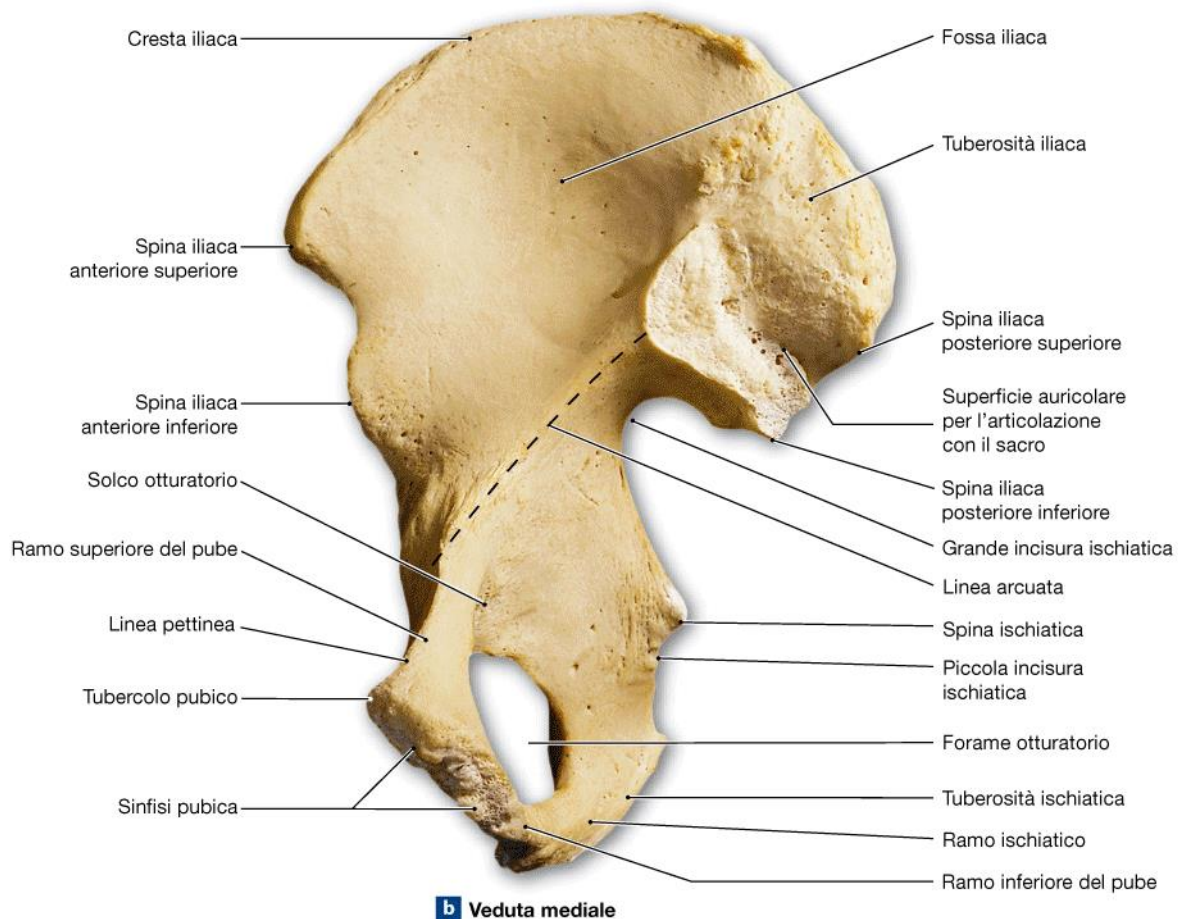 Cresta iliaca
Spina iliaca
anteriore superiore
Spina iliaca
anteriore inferiore
Solco otturatorio
Ramo superiore del pube
Linea pettinea
Tubercolo pubico
Sinfisi pubica
Fossa iliaca
Tuberosità iliaca
Spina iliaca
posteriore superiore
Superficie auricolare
per l'articolazione
con il sacro
Spina iliaca
posteriore inferiore
Grande incisura ischiatica
Linea arcuata
Spina ischiatica
Piccola incisura
ischiatica
Forame otturatorio
Tuberosità ischiatica
Ramo ischiatico
Ramo inferiore del pube
b Veduta mediale